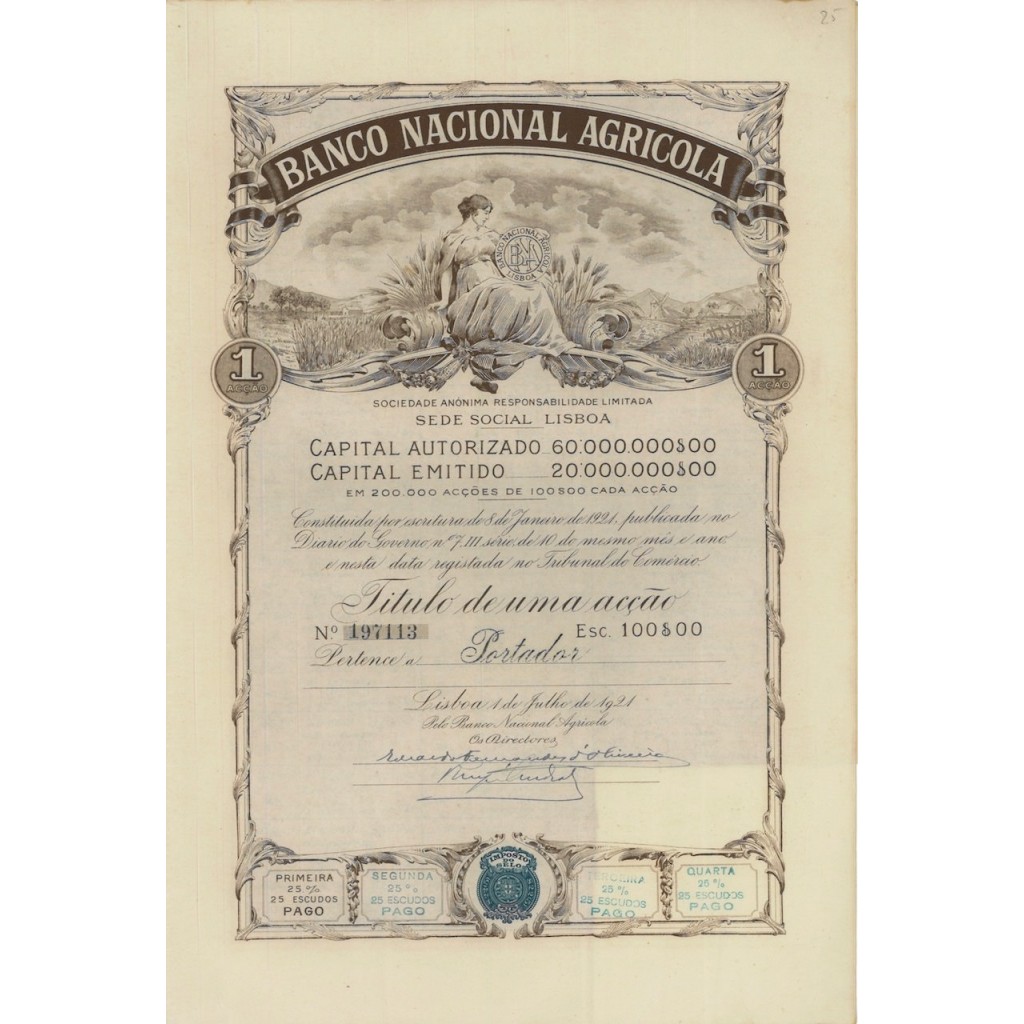 25
BANCO NACIONAL AGRICOLA
BANCO NACIONAL AGRICOLA
BNA
LISBOA
1
ACÇÃO
1
ACÇÃO
SOCIEDADE ANÓNIMA RESPONSABILIDADE LIMITADA
SEDE SOCIAL LISBOA
CAPITAL AUTORIZADO 60.000.000$00
CAPITAL EMITIDO 20.000.000$00
EM 200.000 ACÇÕES DE 100$00 CADA ACÇÃO
Constituida por escritura de 8 de Janeiro de 1921, publicada no
Diario do Governo nº 7, III série, de 10 do mesmo mês e ano
e nesta data registada no Tribunal do Comércio.
Titulo de uma acção
Nº 197113 Esc. 100$00
Pertence a Portador
Lisboa 1 de Julho de 1921
Pelo Banco Nacional Agricola
Os Directores,
PRIMEIRA
25 %
25 ESCUDOS
PAGO
SEGUNDA
25 %
25 ESCUDOS
PAGO
IMPOSTO
DO
SELO
TERCEIRA
25 %
25 ESCUDOS
PAGO
QUARTA
25 %
25 ESCUDOS
PAGO